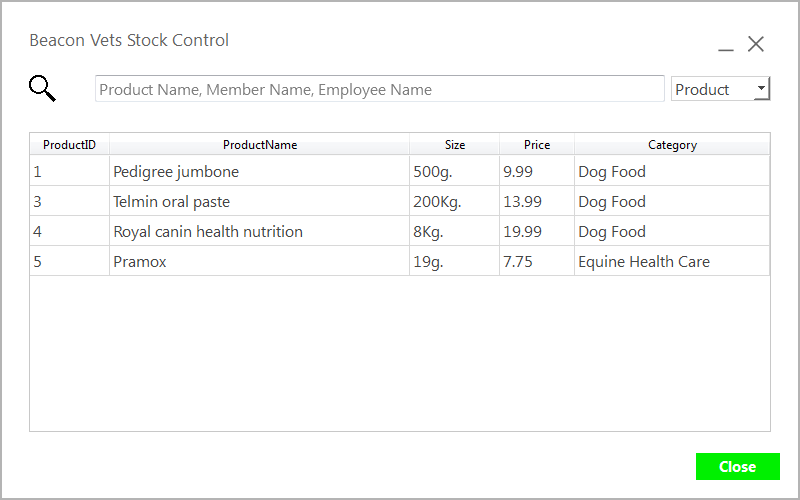 Beacon Vets Stock Control
Product Name, Member Name, Employee Name Product
ProductID ProductName Size Price Category
1 Pedigree jumbone 500g. 9.99 Dog Food
3 Telmin oral paste 200Kg. 13.99 Dog Food
4 Royal canin health nutrition 8Kg. 19.99 Dog Food
5 Pramox 19g. 7.75 Equine Health Care
Close